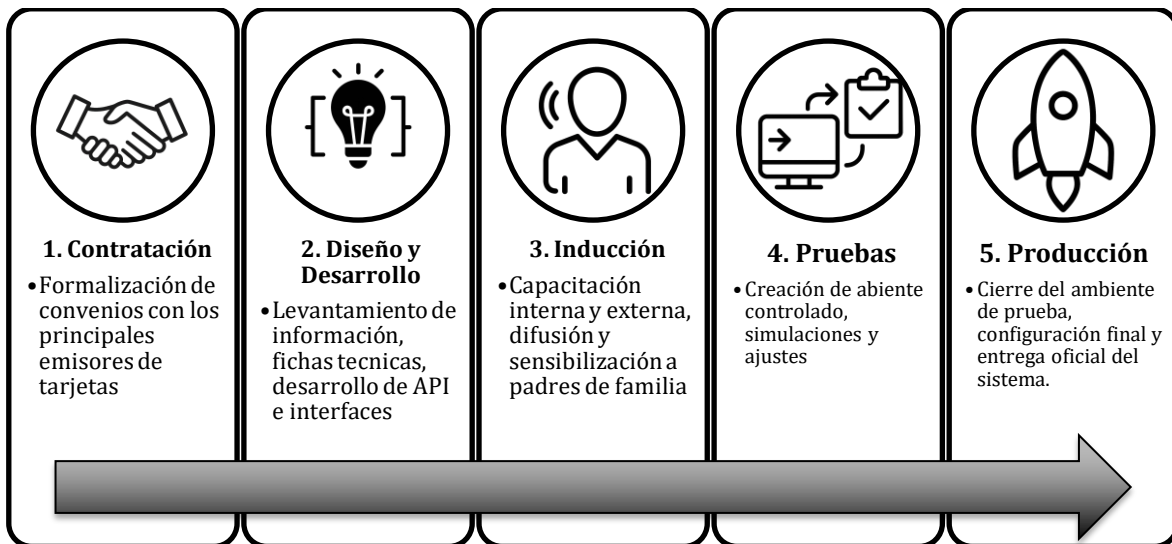 1. Contratación
•Formalización de
convenios con los
principales
emisores de
tarjetas
2. Diseño y
Desarrollo
•Levantamiento de
información,
fichas tecnicas,
desarrollo de API
e interfaces
3. Inducción
•Capacitación
interna y externa,
difusión y
sensibilización a
padres de familia
4. Pruebas
•Creación de abiente
controlado,
simulaciones y
ajustes
5. Producción
•Cierre del ambiente
de prueba,
configuración final y
entrega oficial del
sistema.